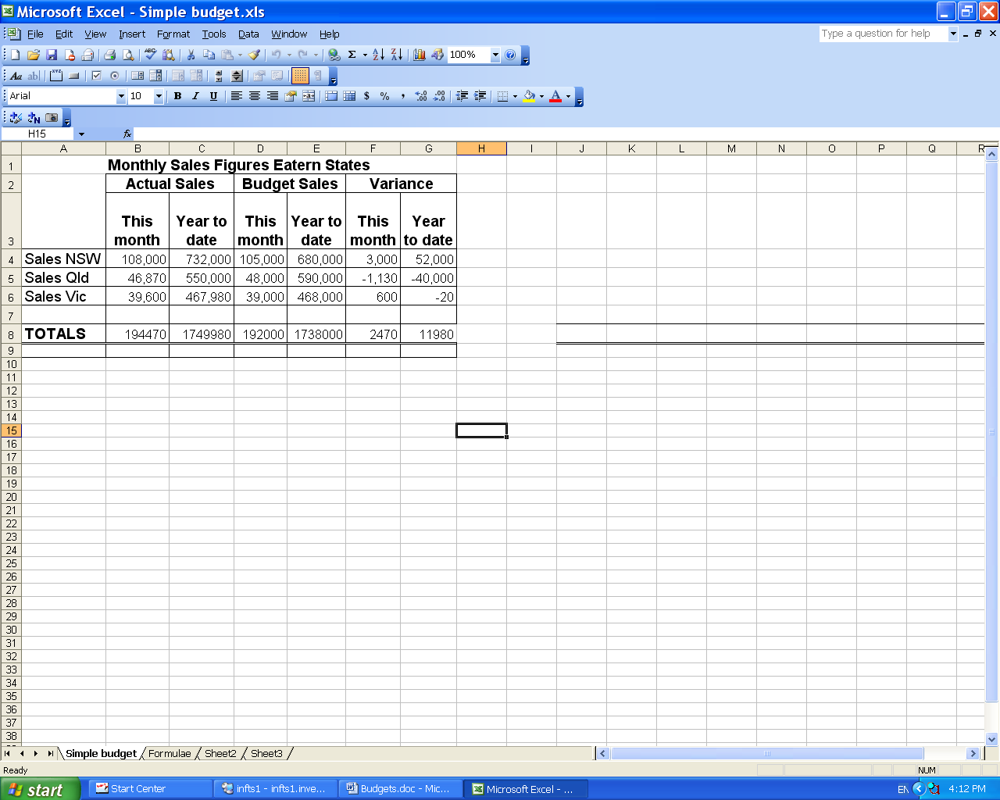 Microsoft Excel - Simple budget.xls
File Edit View Insert Format Tools Data Window Help
Type a question for help
Σ A Z Z A 100%
Aa ab|
Arial 10 B I U $ % ,
N
H15 fx
A B C D E F G H I J K L M N O P Q R
1 Monthly Sales Figures Eatern States
2 Actual Sales Budget Sales Variance
3 This month Year to date This month Year to date This month Year to date
4 Sales NSW 108,000 732,000 105,000 680,000 3,000 52,000
5 Sales Qld 46,870 550,000 48,000 590,000 -1,130 -40,000
6 Sales Vic 39,600 467,980 39,000 468,000 600 -20
7
8 TOTALS 194470 1749980 192000 1738000 2470 11980
9
10
11
12
13
14
15
16
17
18
19
20
21
22
23
24
25
26
27
28
29
30
31
32
33
34
35
36
37
38
Simple budget Formulae Sheet2 Sheet3
Ready NUM
start Start Center infts1 - infts1.inve... Budgets.doc - Mic... Microsoft Excel - ... EN 4:12 PM